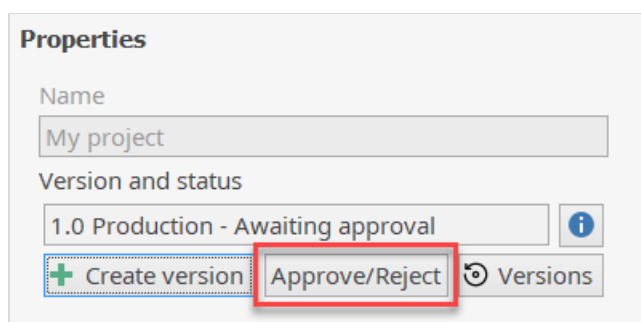 Properties
Name
My project
Version and status
1.0 Production - Awaiting approval
Create version Approve/Reject Versions